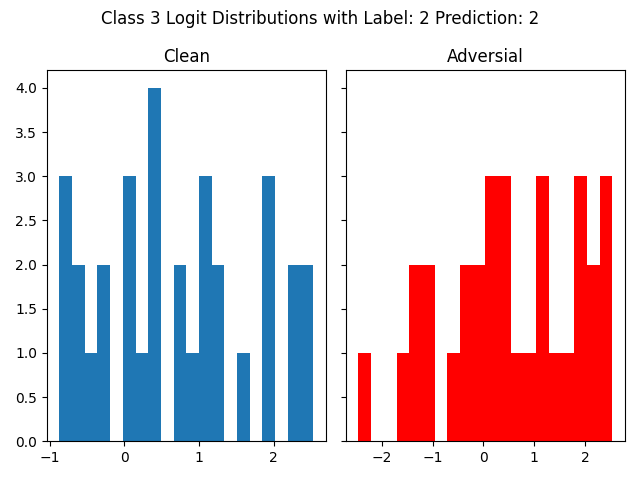 Class 3 Logit Distributions with Label: 2 Prediction: 2
Clean
Adversial
4.0
3.5
3.0
2.5
2.0
1.5
1.0
0.5
0.0
−1 0 1 2
−2 −1 0 1 2